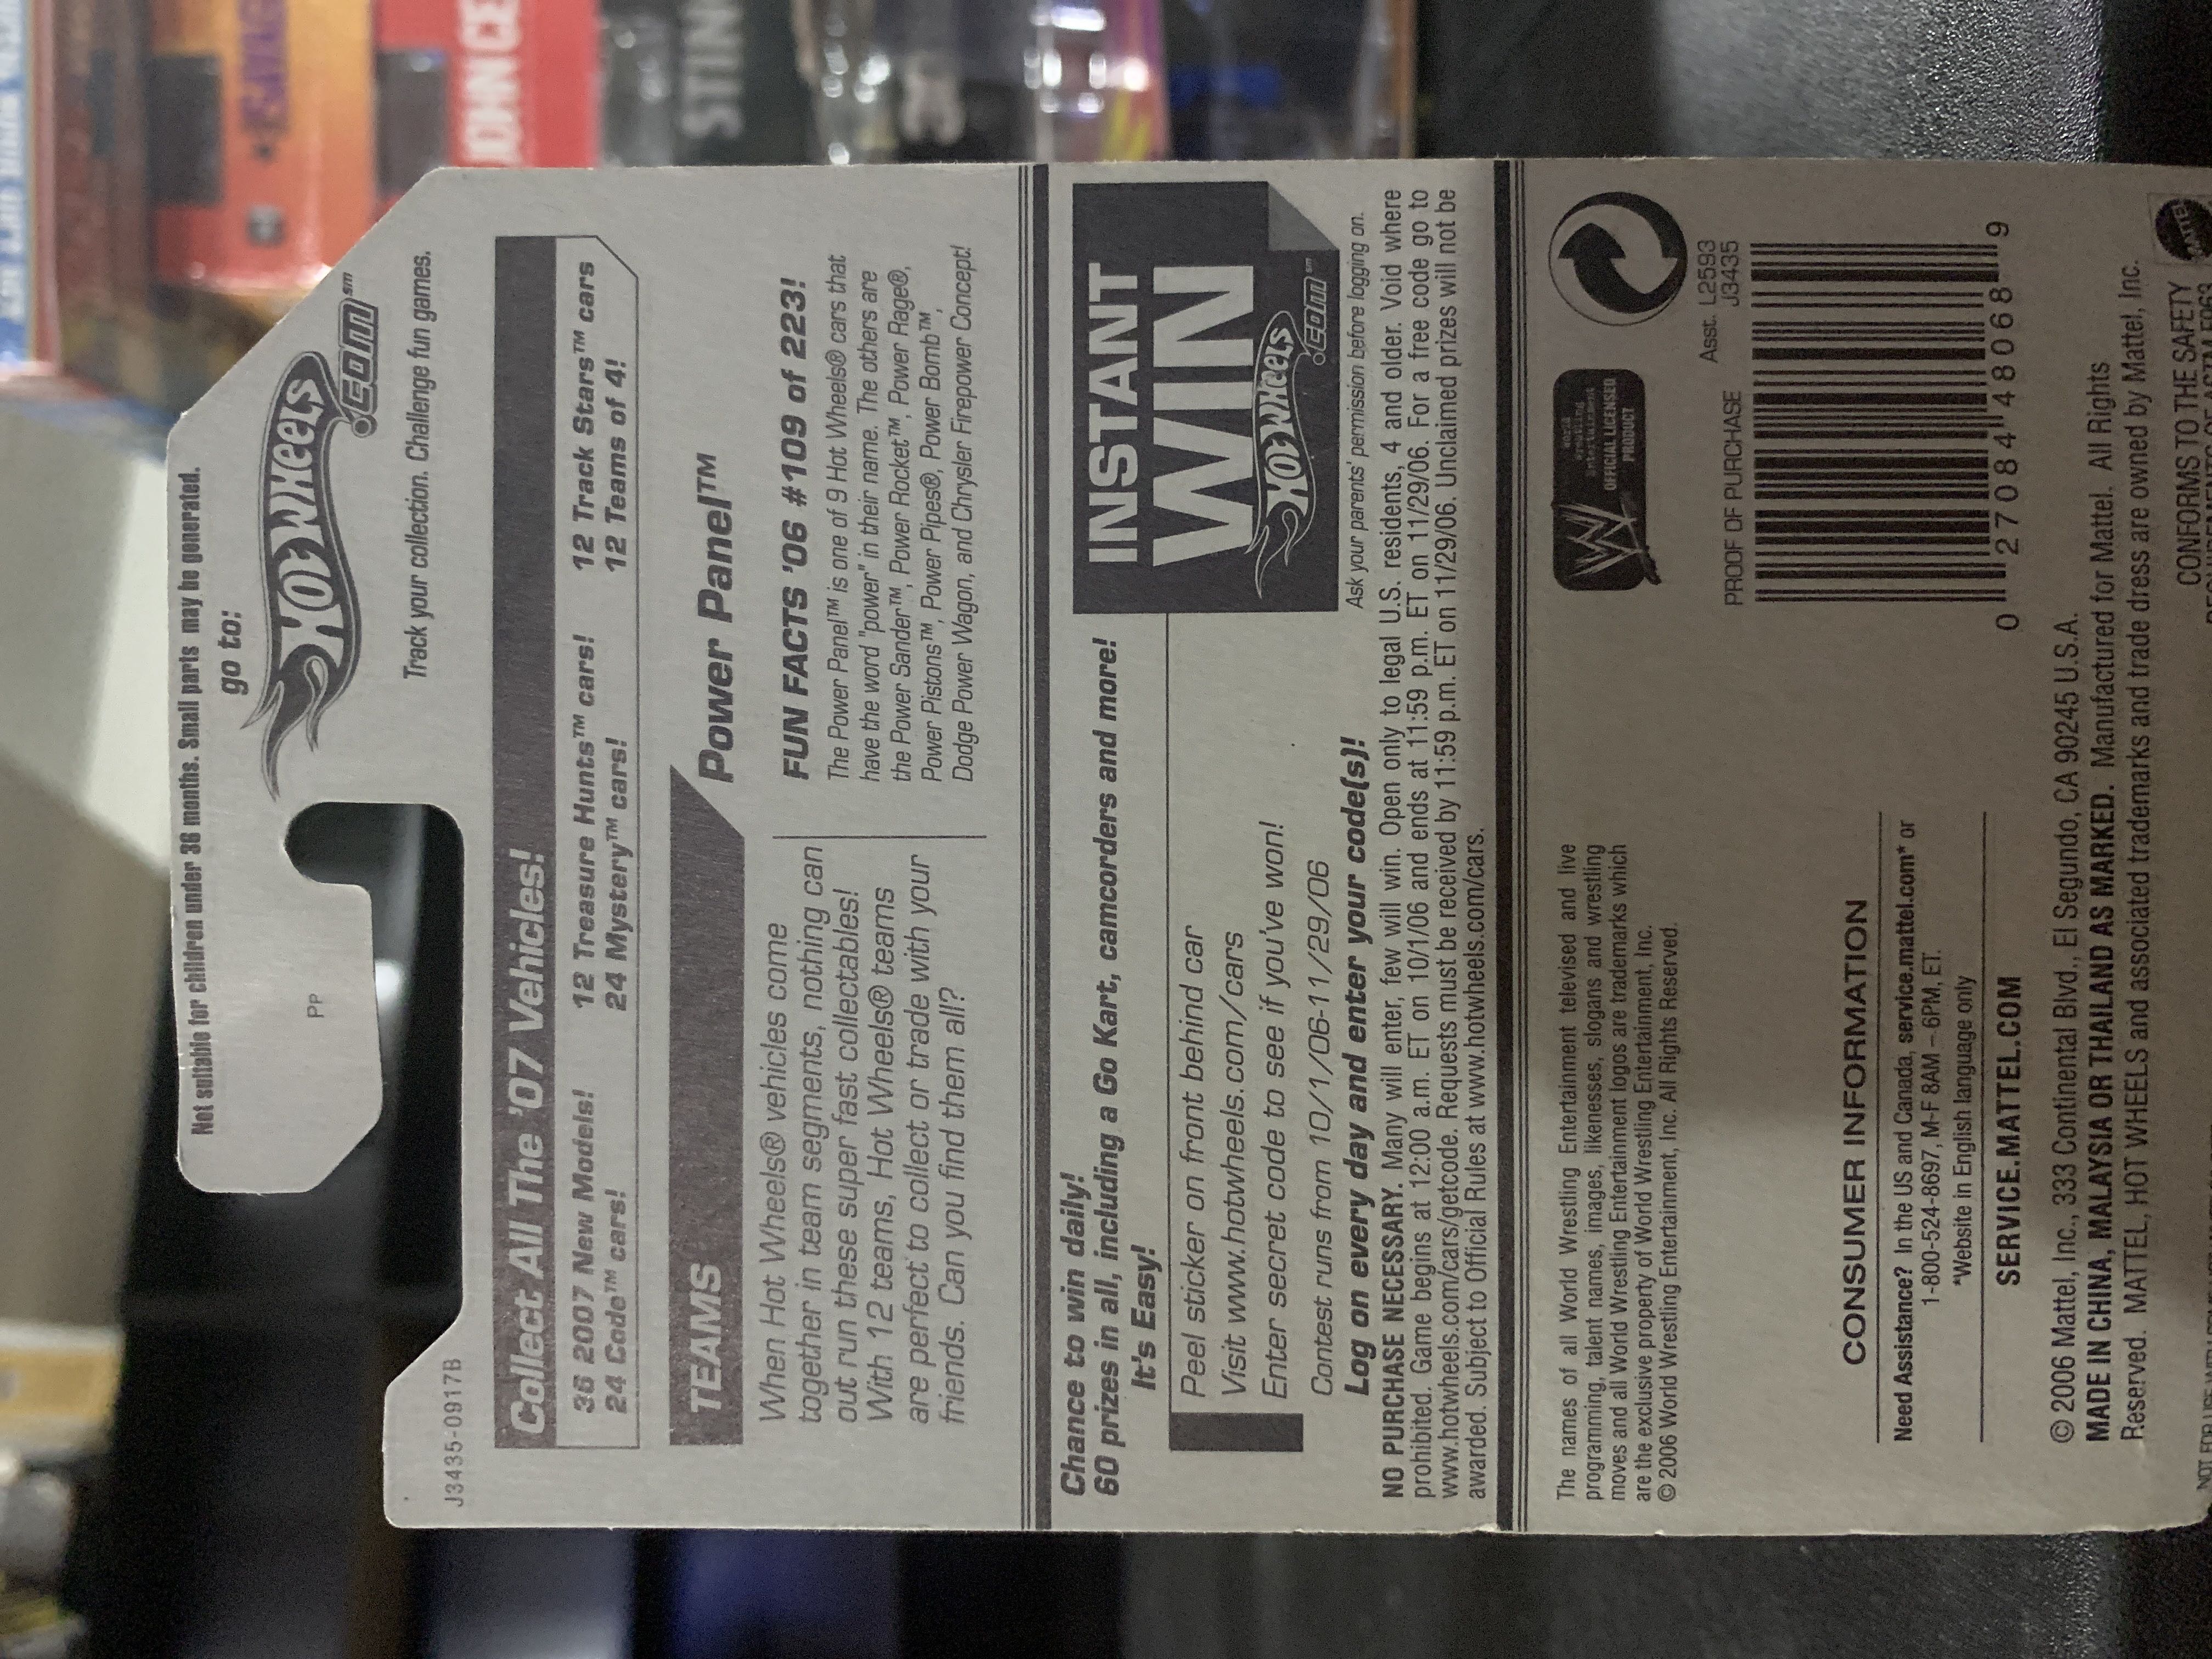 Not suitable for children under 36 months. Small parts may be generated.
go to:
HOT WHEELS
.com℠
PP
Track your collection. Challenge fun games.
J3435-0917B
Collect All The '07 Vehicles!
36 2007 New Models! 12 Treasure Hunts™ cars! 12 Track Stars™ cars
24 Code™ cars! 24 Mystery™ cars! 12 Teams of 4!
TEAMS
When Hot Wheels® vehicles come
together in team segments, nothing can
out run these super fast collectables!
With 12 teams, Hot Wheels® teams
are perfect to collect or trade with your
friends. Can you find them all?
Power Panel™
FUN FACTS '06 #109 of 223!
The Power Panel™ is one of 9 Hot Wheels® cars that
have the word "power" in their name. The others are
the Power Sander™, Power Rocket™, Power Rage®,
Power Pistons™, Power Pipes®, Power Bomb™,
Dodge Power Wagon, and Chrysler Firepower Concept!
Chance to win daily!
60 prizes in all, including a Go Kart, camcorders and more!
It's Easy!
Peel sticker on front behind car
Visit www.hotwheels.com/cars
Enter secret code to see if you've won!
Contest runs from 10/1/06-11/29/06
Log on every day and enter your code(s)!
INSTANT
WIN
HOT WHEELS
.com
Ask your parents' permission before logging on.
NO PURCHASE NECESSARY. Many will enter, few will win. Open only to legal U.S. residents, 4 and older. Void where
prohibited. Game begins at 12:00 a.m. ET on 10/1/06 and ends at 11:59 p.m. ET on 11/29/06. For a free code go to
www.hotwheels.com/cars/getcode. Requests must be received by 11:59 p.m. ET on 11/29/06. Unclaimed prizes will not be
awarded. Subject to Official Rules at www.hotwheels.com/cars.
The names of all World Wrestling Entertainment televised and live
programming, talent names, images, likenesses, slogans and wrestling
moves and all World Wrestling Entertainment logos are trademarks which
are the exclusive property of World Wrestling Entertainment, Inc.
© 2006 World Wrestling Entertainment, Inc. All Rights Reserved.
OFFICIAL LICENSED
PRODUCT
Asst. L2593
PROOF OF PURCHASE J3435
0 27084 48068 9
CONSUMER INFORMATION
Need Assistance? In the US and Canada, service.mattel.com* or
1-800-524-8697, M-F 8AM – 6PM, ET.
*Website in English language only
SERVICE.MATTEL.COM
© 2006 Mattel, Inc., 333 Continental Blvd., El Segundo, CA 90245 U.S.A.
MADE IN CHINA, MALAYSIA OR THAILAND AS MARKED. Manufactured for Mattel. All Rights
Reserved. MATTEL, HOT WHEELS and associated trademarks and trade dress are owned by Mattel, Inc.
CONFORMS TO THE SAFETY
MATTEL
JOHN CE
STIN
SAVAG